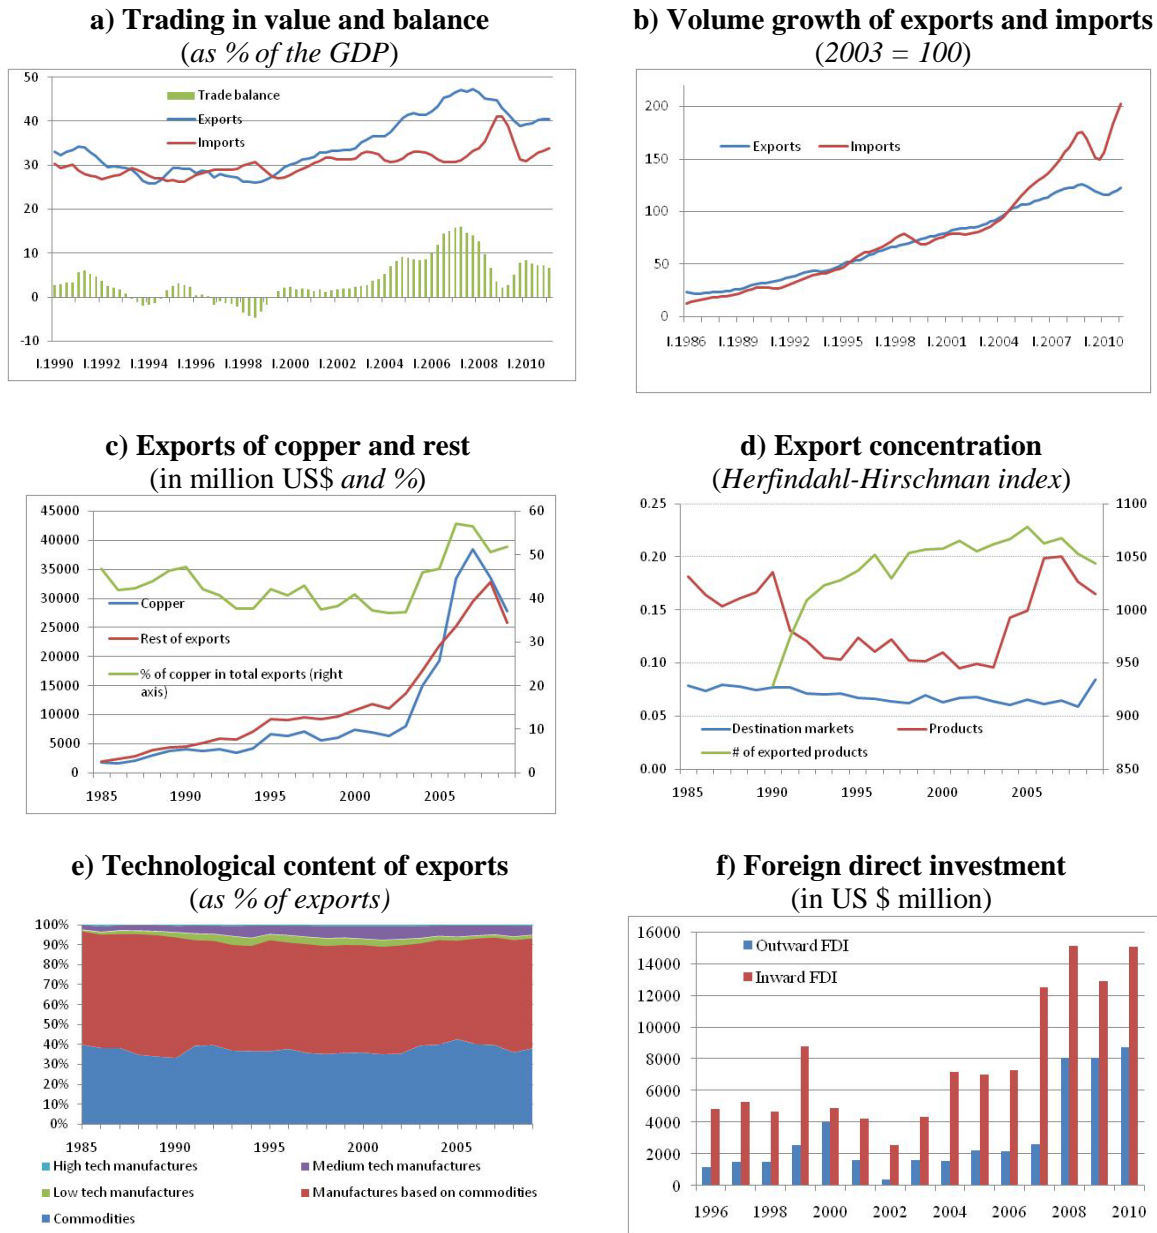 a) Trading in value and balance
(as % of the GDP)
50
40
30
20
10
0
-10
Trade balance
Exports
Imports
I.1990 I.1992 I.1994 I.1996 I.1998 I.2000 I.2002 I.2004 I.2006 I.2008 I.2010
b) Volume growth of exports and imports
(2003 = 100)
200
150
100
50
0
Exports Imports
I.1986 I.1989 I.1992 I.1995 I.1998 I.2001 I.2004 I.2007 I.2010
c) Exports of copper and rest
(in million US$ and %)
45000
40000
35000
30000
25000
20000
15000
10000
5000
0
60
50
40
30
20
10
0
Copper
Rest of exports
% of copper in total exports (right
axis)
1985 1990 1995 2000 2005
d) Export concentration
(Herfindahl-Hirschman index)
0.25
0.20
0.15
0.10
0.05
0.00
1100
1050
1000
950
900
850
Destination markets Products
# of exported products
1985 1990 1995 2000 2005
e) Technological content of exports
(as % of exports)
100%
90%
80%
70%
60%
50%
40%
30%
20%
10%
0%
1985 1990 1995 2000 2005
High tech manufactures Medium tech manufactures
Low tech manufactures Manufactures based on commodities
Commodities
f) Foreign direct investment
(in US $ million)
16000
14000
12000
10000
8000
6000
4000
2000
0
Outward FDI
Inward FDI
1996 1998 2000 2002 2004 2006 2008 2010